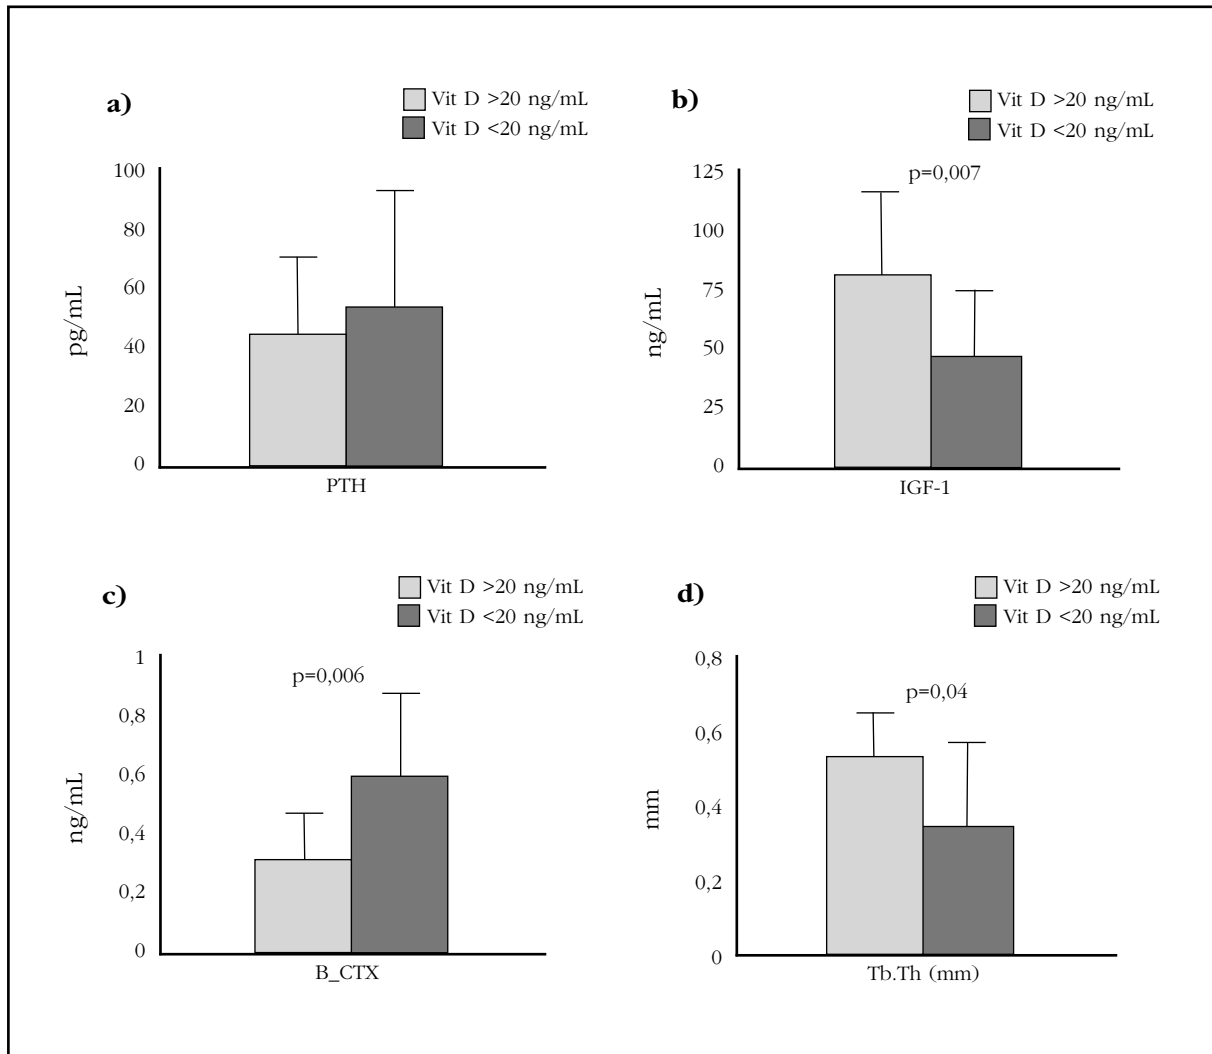 a)
Vit D >20 ng/mL
Vit D <20 ng/mL
100
80
60
40
20
0
pg/mL
PTH
b)
Vit D >20 ng/mL
Vit D <20 ng/mL
p=0,007
125
100
75
50
25
0
ng/mL
IGF-1
c)
Vit D >20 ng/mL
Vit D <20 ng/mL
p=0,006
1
0,8
0,6
0,4
0,2
0
ng/mL
B_CTX
d)
Vit D >20 ng/mL
Vit D <20 ng/mL
p=0,04
0,8
0,6
0,4
0,2
0
mm
Tb.Th (mm)